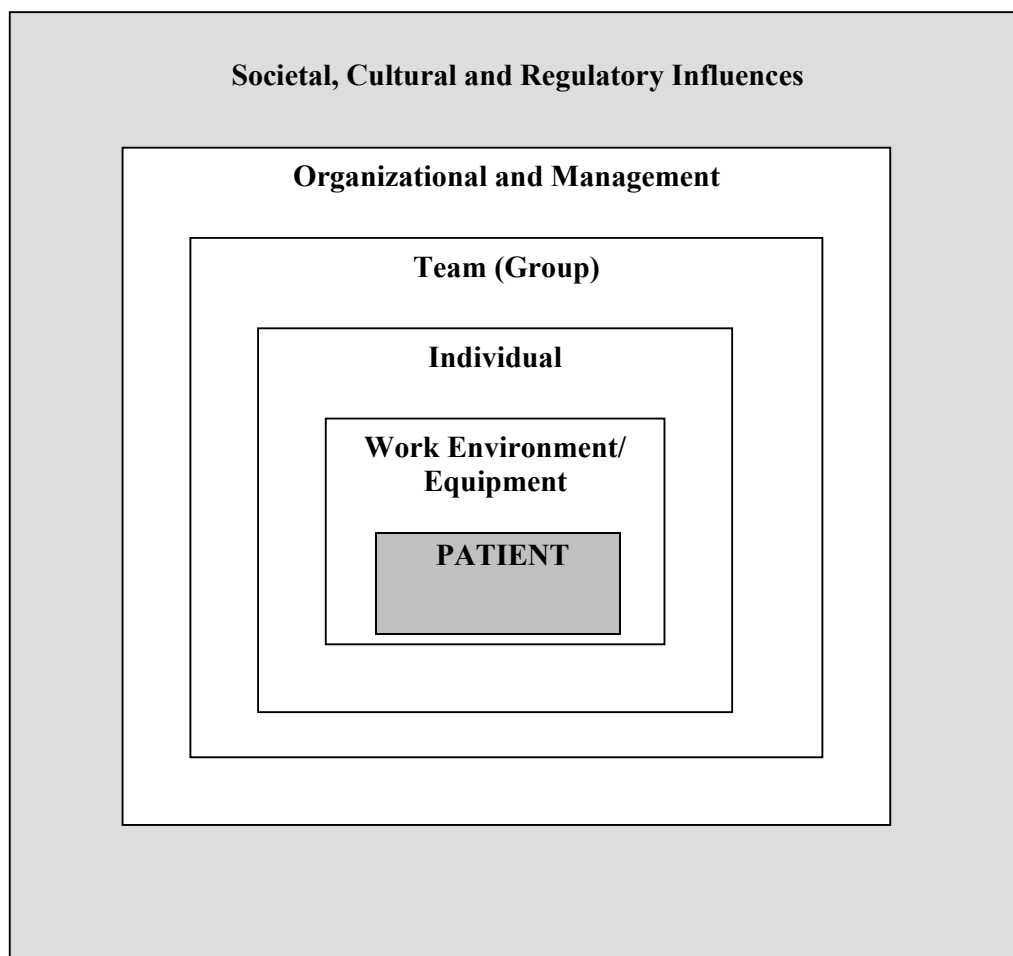 Societal, Cultural and Regulatory Influences
Organizational and Management
Team (Group)
Individual
Work Environment/
Equipment
PATIENT